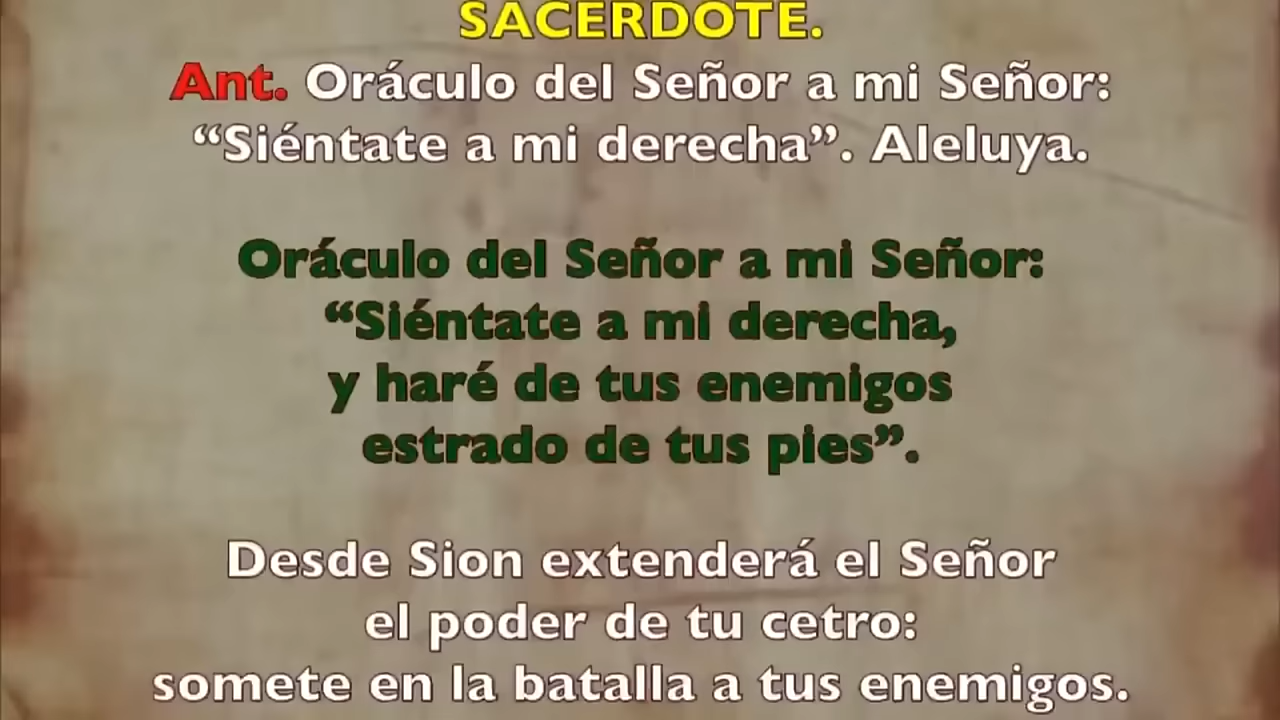 SACERDOTE.
Ant. Oráculo del Señor a mi Señor:
“Siéntate a mi derecha”. Aleluya.
Oráculo del Señor a mi Señor:
“Siéntate a mi derecha,
y haré de tus enemigos
estrado de tus pies”.
Desde Sion extenderá el Señor
el poder de tu cetro:
somete en la batalla a tus enemigos.